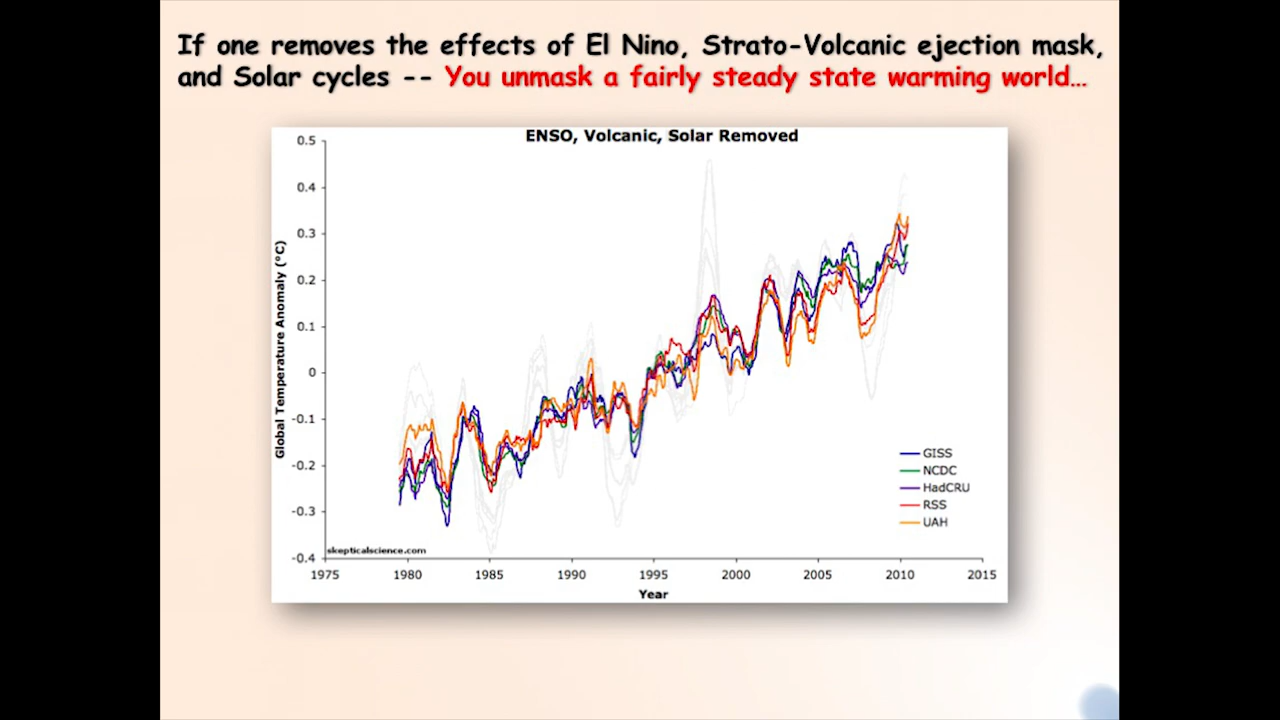 If one removes the effects of El Nino, Strato-Volcanic ejection mask,
and Solar cycles -- You unmask a fairly steady state warming world…
ENSO, Volcanic, Solar Removed
Global Temperature Anomaly (°C)
0.5
0.4
0.3
0.2
0.1
0
-0.1
-0.2
-0.3
-0.4
GISS
NCDC
HadCRU
RSS
UAH
skepticalscience.com
1975 1980 1985 1990 1995 2000 2005 2010 2015
Year